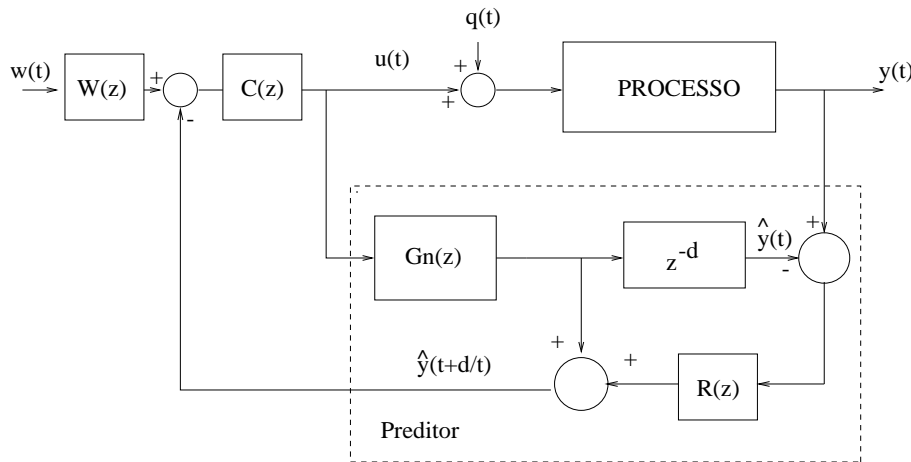 q(t)
w(t)
W(z)
+
-
C(z)
u(t)
+
+
PROCESSO
y(t)
Gn(z)
z^-d
ŷ(t)
+
-
+
+
R(z)
ŷ(t+d/t)
Preditor